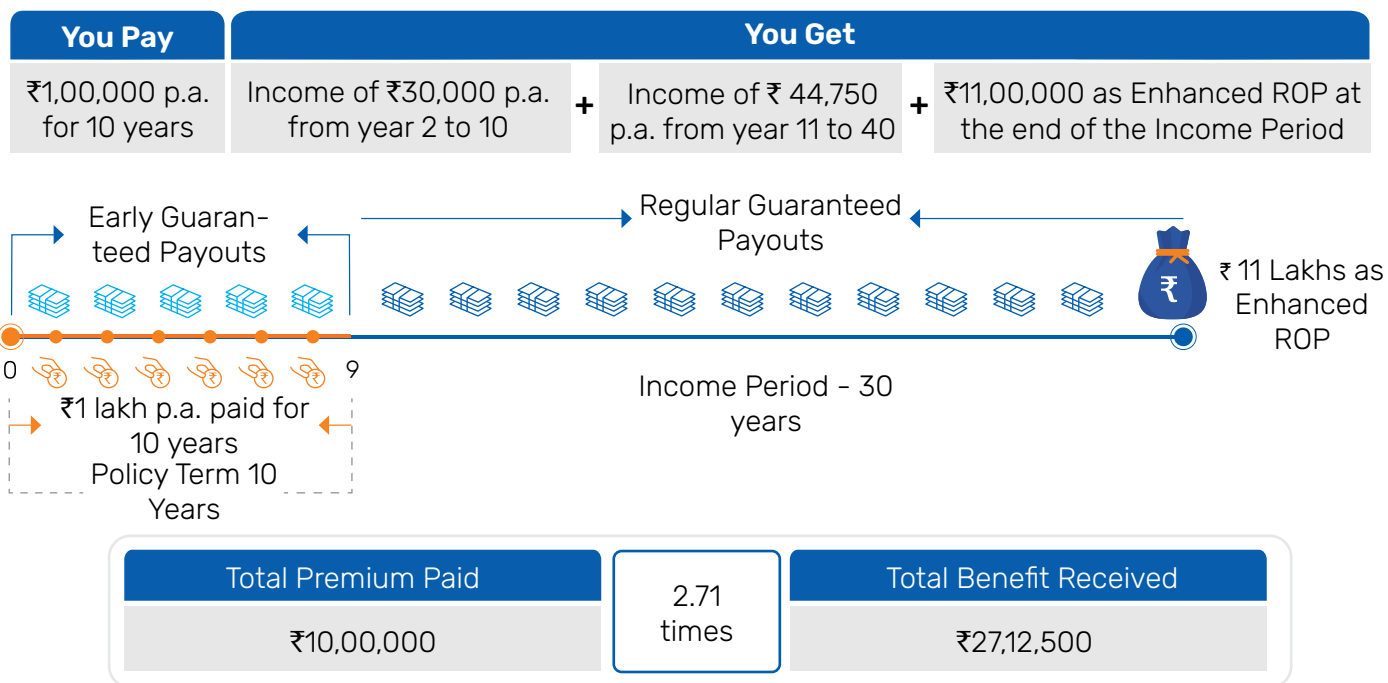 You Pay
You Get
₹1,00,000 p.a.
for 10 years
Income of ₹30,000 p.a.
from year 2 to 10
+
Income of ₹ 44,750
p.a. from year 11 to 40
+
₹11,00,000 as Enhanced ROP at
the end of the Income Period
Early Guaran-
teed Payouts
Regular Guaranteed
Payouts
₹
₹ 11 Lakhs as
Enhanced
ROP
0
₹ ₹ ₹ ₹ ₹ ₹
9
₹1 lakh p.a. paid for
10 years
Policy Term 10
Years
Income Period - 30
years
Total Premium Paid
₹10,00,000
2.71
times
Total Benefit Received
₹27,12,500